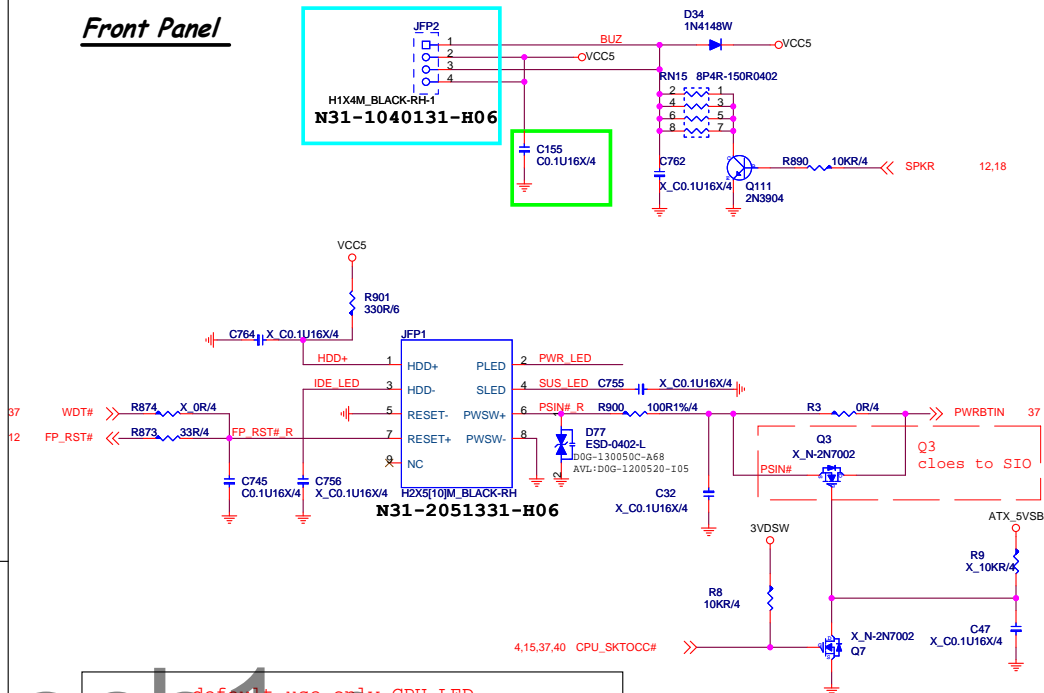 Front Panel
JFP2
1
2
3
4
H1X4M_BLACK-RH-1
N31-1040131-H06
BUZ
VCC5
D34
1N4148W
VCC5
RN15 8P4R-150R0402
2 1
4 3
6 5
8 7
C155
C0.1U16X/4
C762
X_C0.1U16X/4
Q111
2N3904
R890 10KR/4
SPKR 12,18
VCC5
R901
330R/6
C764 X_C0.1U16X/4
JFP1
HDD+ 1 HDD+ PLED 2 PWR_LED
IDE_LED 3 HDD- SLED 4 SUS_LED C755 X_C0.1U16X/4
5 RESET- PWSW+ 6 PSIN#_R R900 100R1%/4
7 RESET+ PWSW- 8
9 NC
H2X5[10]M_BLACK-RH
N31-2051331-H06
37 WDT# R874 X_0R/4
12 FP_RST# R873 33R/4 FP_RST#_R
C745
C0.1U16X/4
C756
X_C0.1U16X/4
D77
ESD-0402-L
D0G-130050C-A68
AVL:D0G-1200520-I05
2
C32
X_C0.1U16X/4
R3 0R/4
PWRBTIN 37
Q3
X_N-2N7002
PSIN#
Q3
cloes to SIO
3VDSW
R8
10KR/4
4,15,37,40 CPU_SKTOCC#
X_N-2N7002
Q7
ATX_5VSB
R9
X_10KR/4
C47
X_C0.1U16X/4